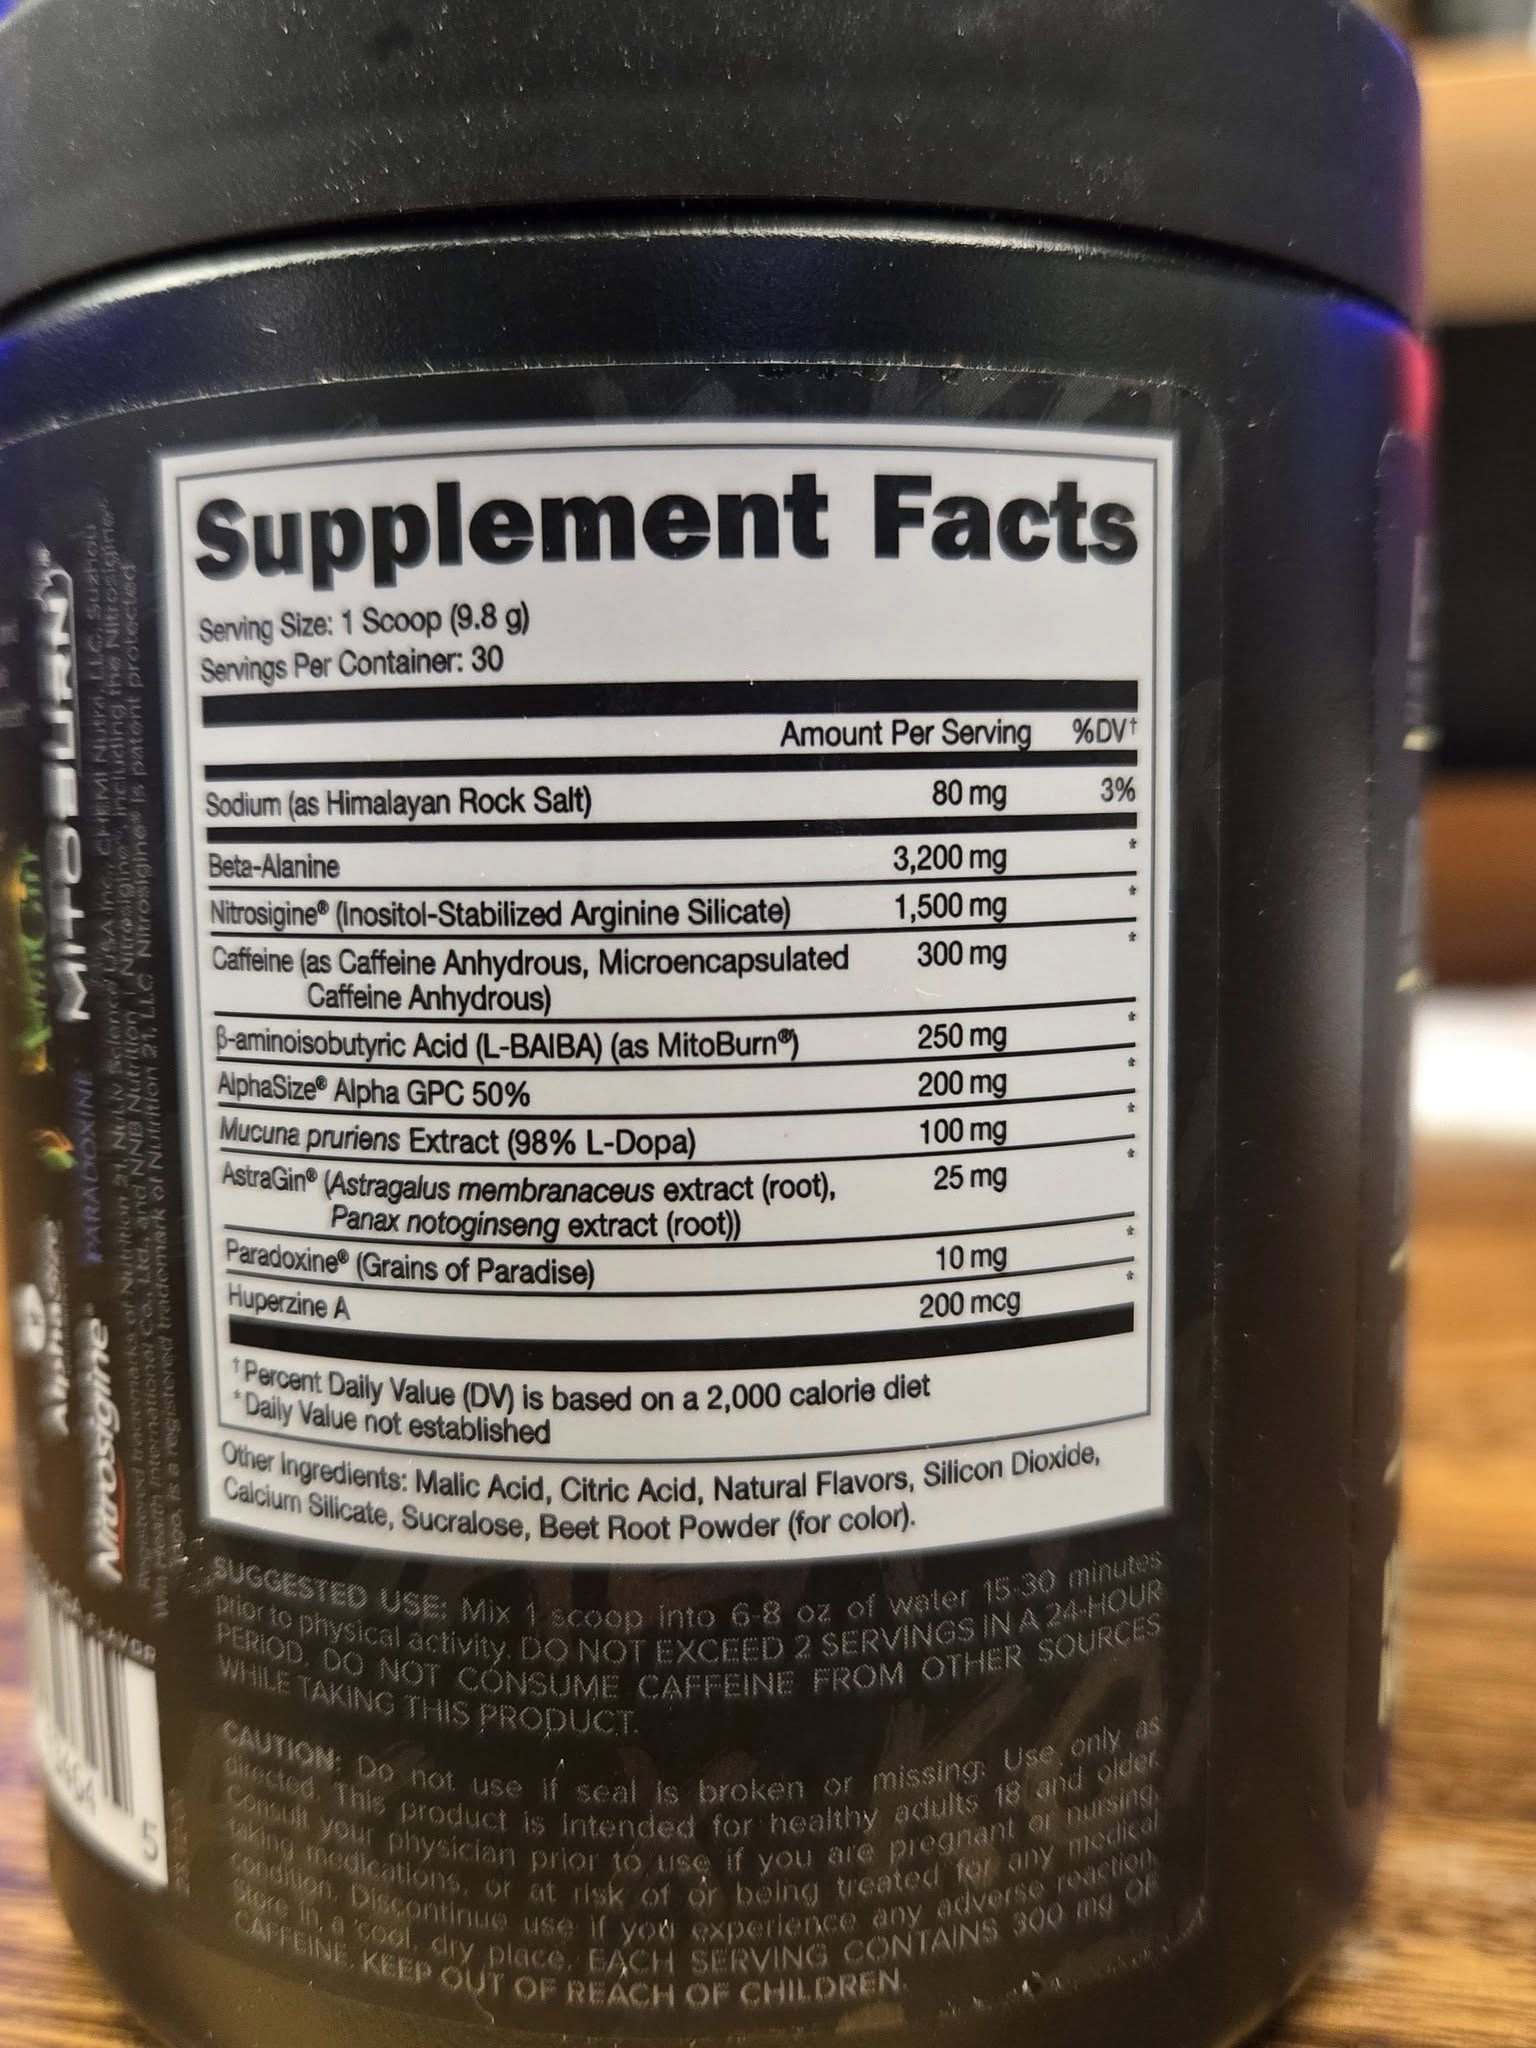 Supplement Facts
Serving Size: 1 Scoop (9.8 g)
Servings Per Container: 30
Amount Per Serving %DV†
Sodium (as Himalayan Rock Salt) 80 mg 3%
Beta-Alanine 3,200 mg *
Nitrosigine® (Inositol-Stabilized Arginine Silicate) 1,500 mg *
Caffeine (as Caffeine Anhydrous, Microencapsulated 300 mg *
Caffeine Anhydrous)
β-aminoisobutyric Acid (L-BAIBA) (as MitoBurn®) 250 mg *
AlphaSize® Alpha GPC 50% 200 mg *
Mucuna pruriens Extract (98% L-Dopa) 100 mg *
AstraGin® (Astragalus membranaceus extract (root), 25 mg *
Panax notoginseng extract (root))
Paradoxine® (Grains of Paradise) 10 mg *
Huperzine A 200 mcg *
†Percent Daily Value (DV) is based on a 2,000 calorie diet
*Daily Value not established
Other Ingredients: Malic Acid, Citric Acid, Natural Flavors, Silicon Dioxide,
Calcium Silicate, Sucralose, Beet Root Powder (for color).
SUGGESTED USE: Mix 1 scoop into 6-8 oz of water 15-30 minutes
prior to physical activity. DO NOT EXCEED 2 SERVINGS IN A 24-HOUR
PERIOD. DO NOT CONSUME CAFFEINE FROM OTHER SOURCES
WHILE TAKING THIS PRODUCT.
CAUTION: Do not use if seal is broken or missing. Use only as
directed. This product is intended for healthy adults 18 and older.
Consult your physician prior to use if you are pregnant or nursing,
taking medications, or at risk of or being treated for any medical
condition. Discontinue use if you experience any adverse reaction.
Store in a cool, dry place. EACH SERVING CONTAINS 300 mg OF
CAFFEINE. KEEP OUT OF REACH OF CHILDREN.
MITOBURN
PARADOXINE
AlphaSize
Nitrosigine®
5